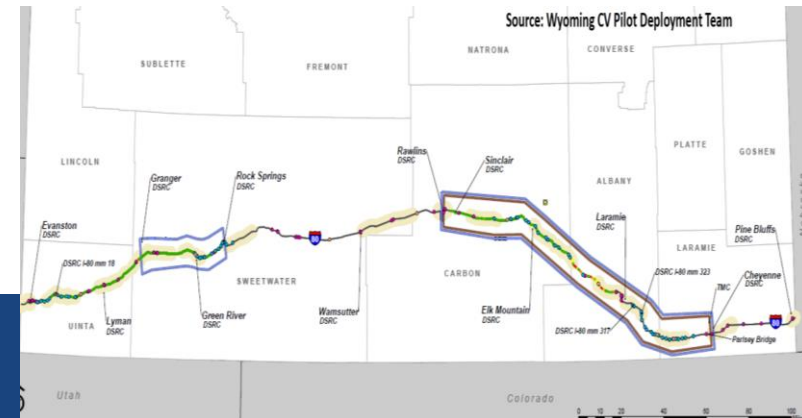 Source: Wyoming CV Pilot Deployment Team
NATRONA
CONVERSE
SUBLETTE
FREMONT
PLATTE
GOSHEN
LINCOLN
Rawlins
DSRC
Sinclair
DSRC
Granger
DSRC
Rock Springs
DSRC
ALBANY
Evanston
DSRC
Laramie
DSRC
Pine Bluffs
DSRC
LARAMIE
DSRC I-80 mm 18
DSRC I-80 mm 323
Cheyenne
DSRC
SWEETWATER
CARBON
TMC
Lyman
DSRC
Green River
DSRC
Wamsutter
DSRC
Elk Mountain
DSRC
DSRC I-80 mm 317
Parisey Bridge
UINTA
80
80
Utah
Colorado
0 10 20 40 60 80 100